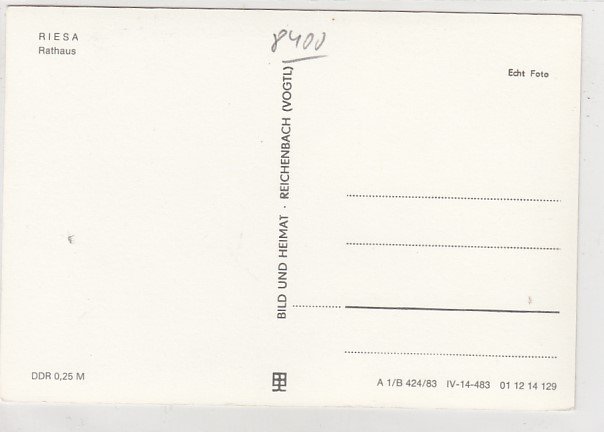 RIESA
Rathaus
8400
Echt Foto
BILD UND HEIMAT · REICHENBACH (VOGTL)
DDR 0,25 M
A 1/B 424/83 IV-14-483 01 12 14 129